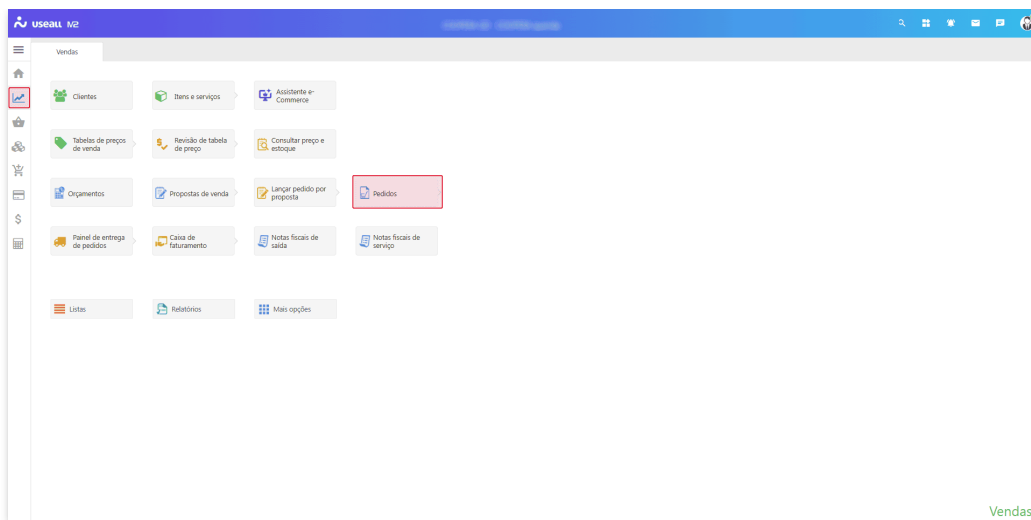 useall M2
Vendas
Clientes
Itens e serviços
Assistente e-
Commerce
Tabelas de preços
de venda
Revisão de tabela
de preço
Consultar preço e
estoque
Orçamentos
Propostas de venda
Lançar pedido por
proposta
Pedidos
Painel de entrega
de pedidos
Caixa de
faturamento
Notas fiscais de
saída
Notas fiscais de
serviço
Listas
Relatórios
Mais opções
Vendas